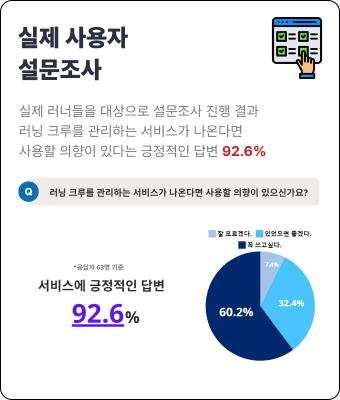 실제 사용자
설문조사
실제 러너들을 대상으로 설문조사 진행 결과
러닝 크루를 관리하는 서비스가 나온다면
사용할 의향이 있다는 긍정적인 답변 92.6%
Q 러닝 크루를 관리하는 서비스가 나온다면 사용할 의향이 있으신가요?
잘 모르겠다. 있었으면 좋겠다.
꼭 쓰고싶다.
*응답자 63명 기준
서비스에 긍정적인 답변
92.6%
7.4%
32.4%
60.2%